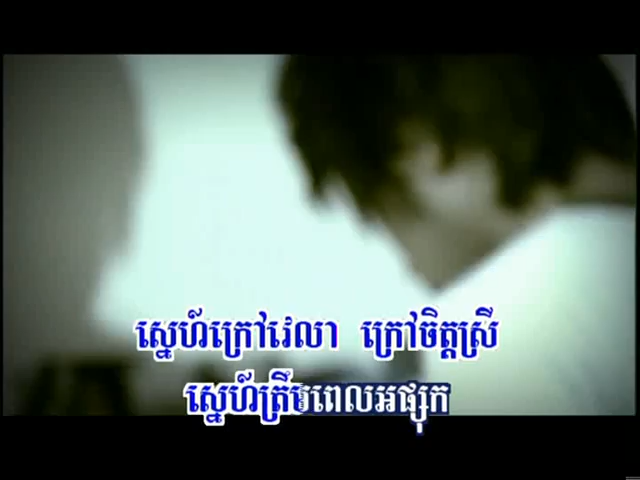 ស្នេហ៍ក្រៅវេលា ក្រៅចិត្តស្រី
ស្នេហ៍ត្រឹមពេលអផ្សុក